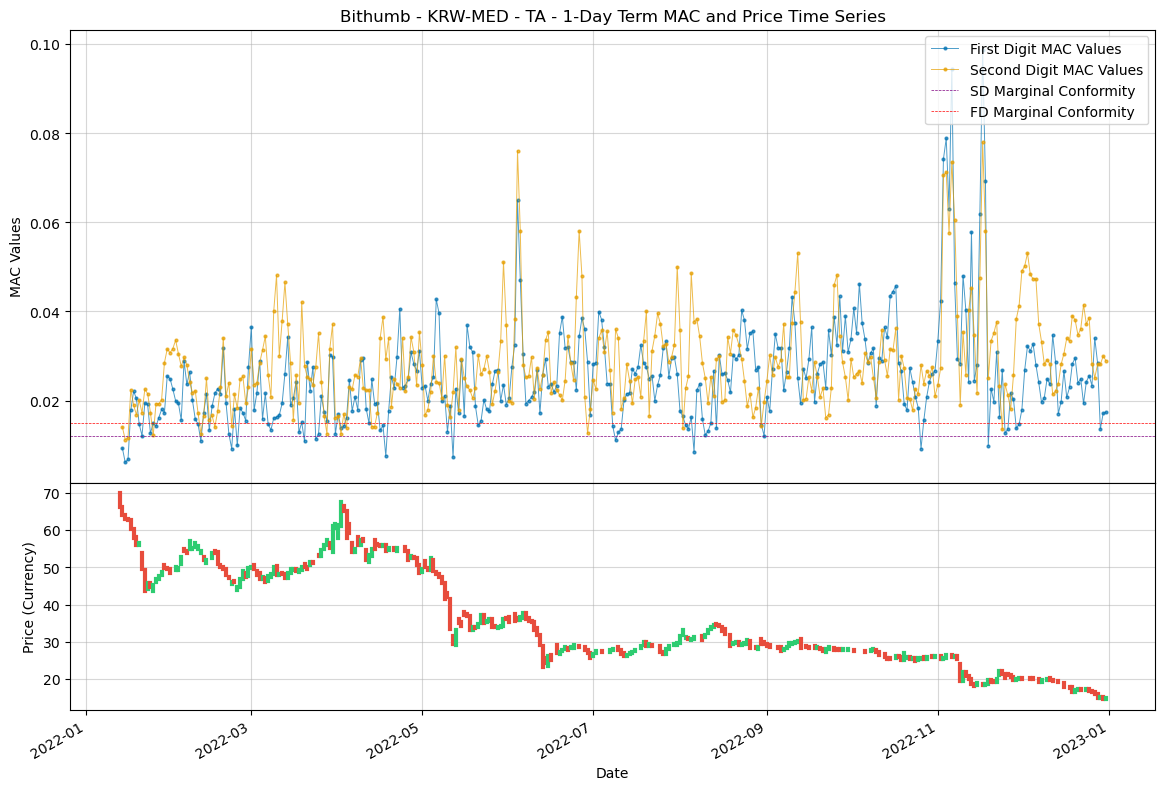 Bithumb - KRW-MED - TA - 1-Day Term MAC and Price Time Series
First Digit MAC Values
Second Digit MAC Values
SD Marginal Conformity
FD Marginal Conformity
MAC Values
0.10
0.08
0.06
0.04
0.02
Price (Currency)
70
60
50
40
30
20
2022-01
2022-03
2022-05
2022-07
2022-09
2022-11
2023-01
Date